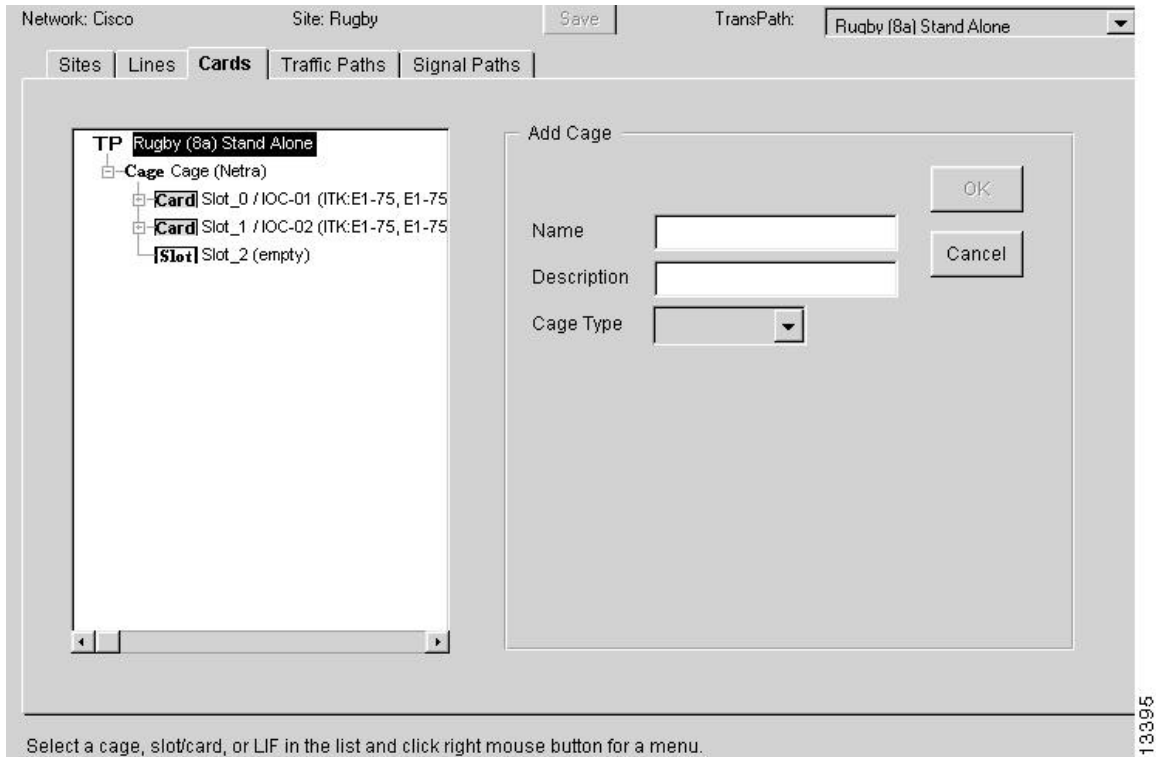 Network: Cisco Site: Rugby Save TransPath: Rugby (8a) Stand Alone
Sites Lines Cards Traffic Paths Signal Paths
TP Rugby (8a) Stand Alone
Cage Cage (Netra)
Card Slot_0 / IOC-01 (ITK:E1-75, E1-75
Card Slot_1 / IOC-02 (ITK:E1-75, E1-75
Slot Slot_2 (empty)
Add Cage
OK
Name
Cancel
Description
Cage Type
Select a cage, slot/card, or LIF in the list and click right mouse button for a menu.
13395